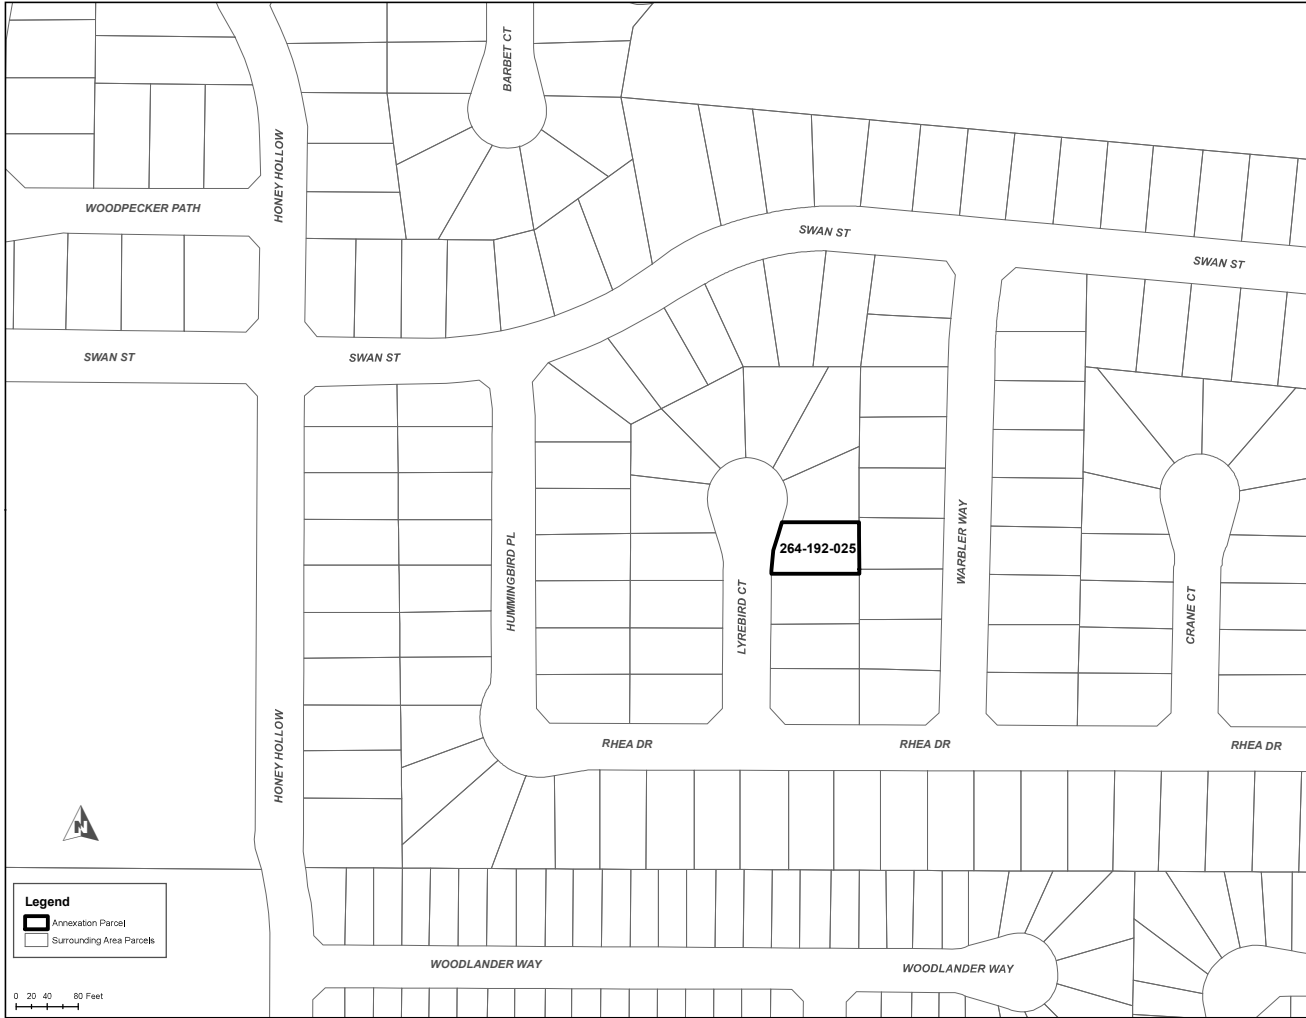 BARBET CT
HONEY HOLLOW
WOODPECKER PATH
SWAN ST
SWAN ST
SWAN ST
SWAN ST
WARBLER WAY
264-192-025
HUMMINGBIRD PL
LYREBIRD CT
CRANE CT
HONEY HOLLOW
RHEA DR
RHEA DR
RHEA DR
N
Legend
Annexation Parcel
Surrounding Area Parcels
WOODLANDER WAY
WOODLANDER WAY
0 20 40 80 Feet